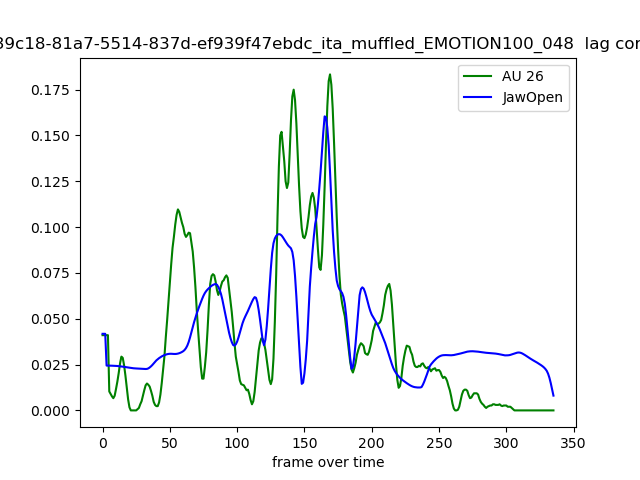 39c18-81a7-5514-837d-ef939f47ebdc_ita_muffled_EMOTION100_048 lag cor
AU 26
JawOpen
0.175
0.150
0.125
0.100
0.075
0.050
0.025
0.000
0 50 100 150 200 250 300 350
frame over time